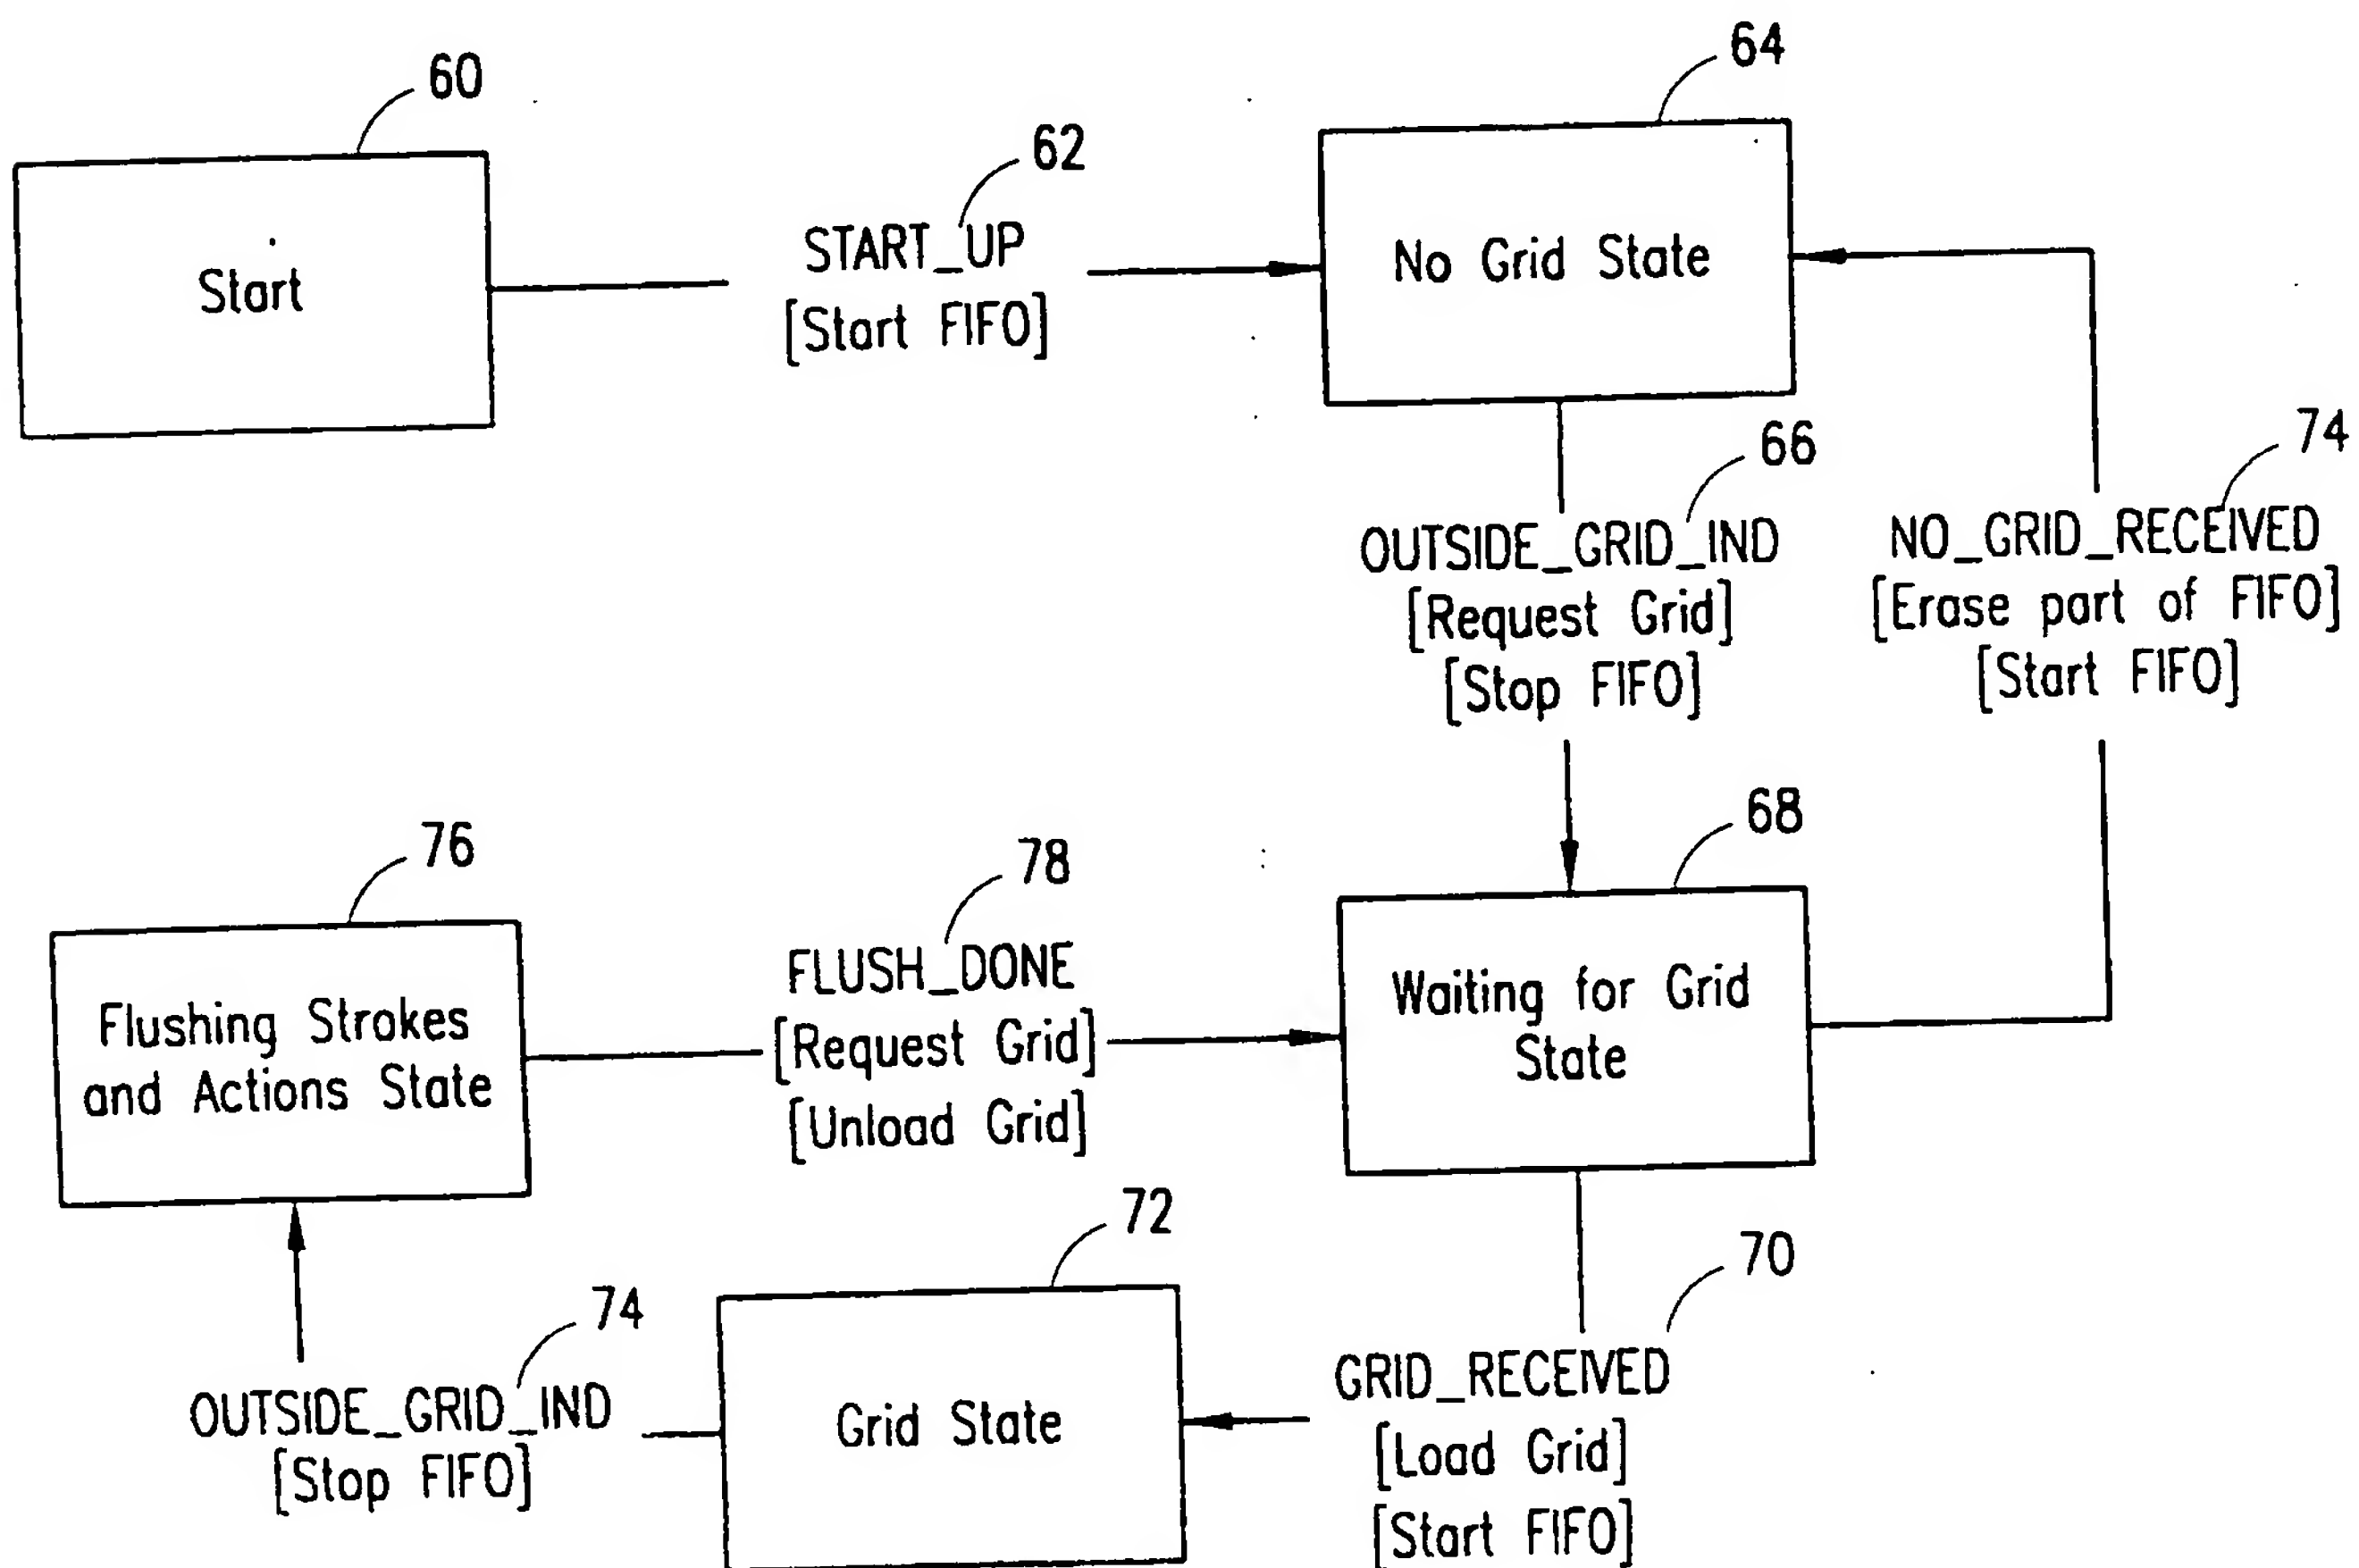 60
Start
62
START_UP
[Start FIFO]
64
No Grid State
66
OUTSIDE_GRID_IND
[Request Grid]
[Stop FIFO]
74
NO_GRID_RECEIVED
[Erase part of FIFO]
[Start FIFO]
76
Flushing Strokes
and Actions State
78
FLUSH_DONE
[Request Grid]
[Unload Grid]
68
Waiting for Grid
State
74
OUTSIDE_GRID_IND
[Stop FIFO]
72
Grid State
70
GRID_RECEIVED
[Load Grid]
[Start FIFO]